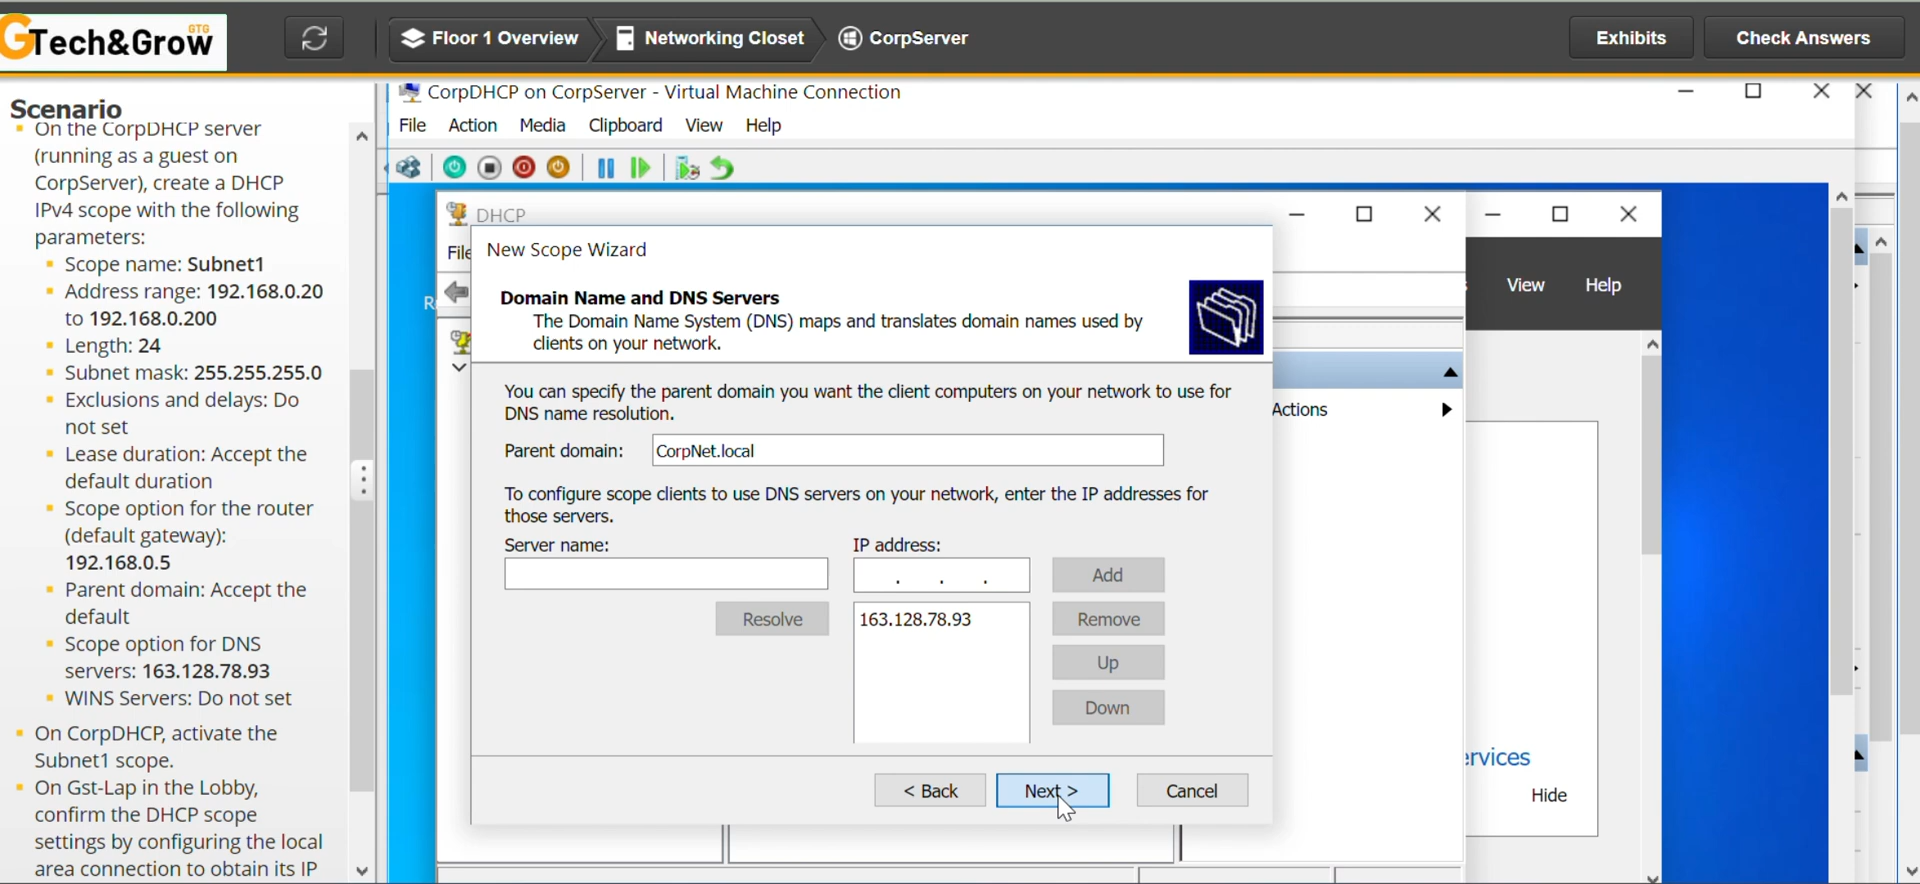 GTech&Grow
GTG
Floor 1 Overview
Networking Closet
CorpServer
Exhibits
Check Answers
Scenario
On the CorpDHCP server
(running as a guest on
CorpServer), create a DHCP
IPv4 scope with the following
parameters:
Scope name: Subnet1
Address range: 192.168.0.20
to 192.168.0.200
Length: 24
Subnet mask: 255.255.255.0
Exclusions and delays: Do
not set
Lease duration: Accept the
default duration
Scope option for the router
(default gateway):
192.168.0.5
Parent domain: Accept the
default
Scope option for DNS
servers: 163.128.78.93
WINS Servers: Do not set
On CorpDHCP, activate the
Subnet1 scope.
On Gst-Lap in the Lobby,
confirm the DHCP scope
settings by configuring the local
area connection to obtain its IP
CorpDHCP on CorpServer - Virtual Machine Connection
File Action Media Clipboard View Help
DHCP
File
New Scope Wizard
Domain Name and DNS Servers
The Domain Name System (DNS) maps and translates domain names used by
clients on your network.
You can specify the parent domain you want the client computers on your network to use for
DNS name resolution.
Parent domain: CorpNet.local
To configure scope clients to use DNS servers on your network, enter the IP addresses for
those servers.
Server name: IP address:
. . . Add
Resolve 163.128.78.93 Remove
Up
Down
< Back Next > Cancel
Actions
View Help
ervices
Hide